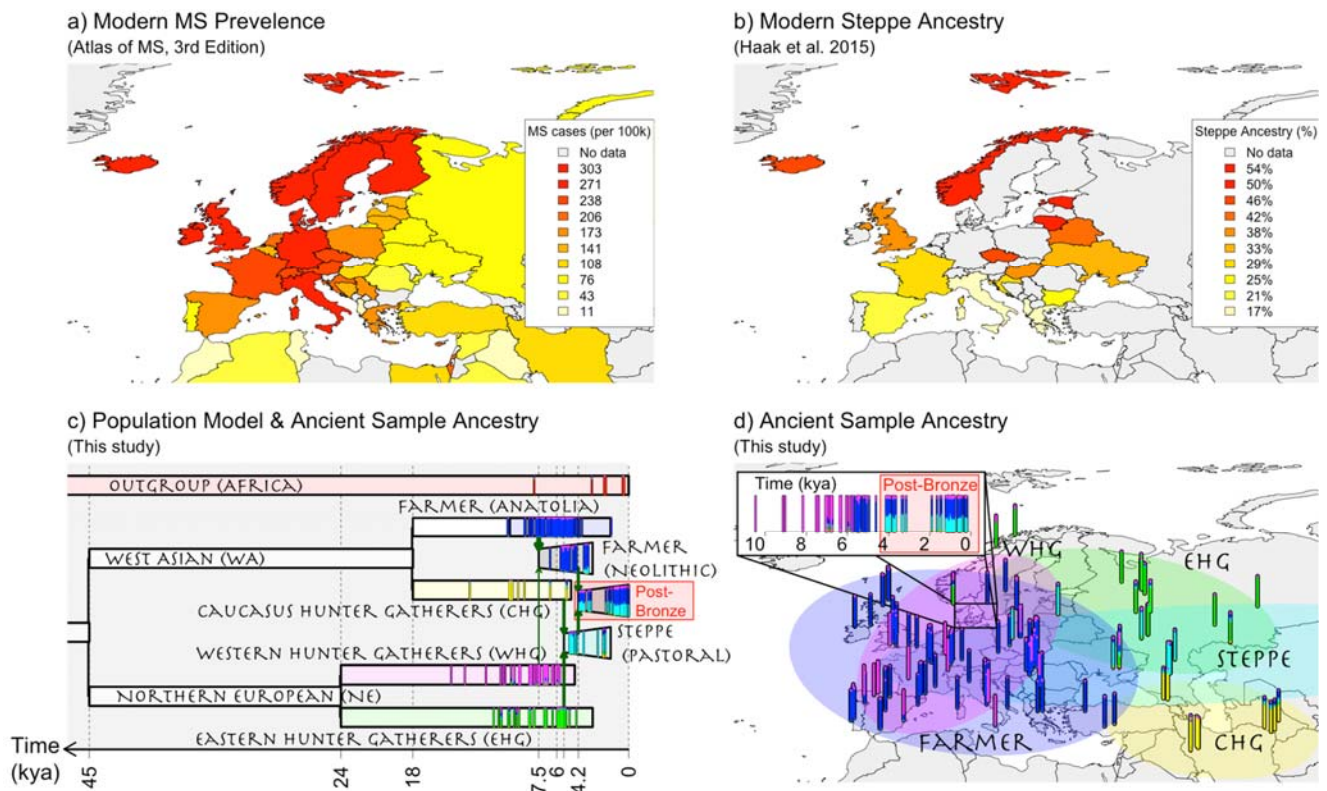 a) Modern MS Prevelence
(Atlas of MS, 3rd Edition)
MS cases (per 100k)
No data
303
271
238
206
173
141
108
76
43
11
b) Modern Steppe Ancestry
(Haak et al. 2015)
Steppe Ancestry (%)
No data
54%
50%
46%
42%
38%
33%
29%
25%
21%
17%
c) Population Model & Ancient Sample Ancestry
(This study)
OUTGROUP (AFRICA)
FARMER (ANATOLIA)
WEST ASIAN (WA)
FARMER
(NEOLITHIC)
CAUCASUS HUNTER GATHERERS (CHG)
Post-
Bronze
STEPPE
(PASTORAL)
WESTERN HUNTER GATHERERS (WHG)
NORTHERN EUROPEAN (NE)
EASTERN HUNTER GATHERERS (EHG)
Time
(kya)
45
24
18
7.5
6
4.2
0
d) Ancient Sample Ancestry
(This study)
Time (kya)
Post-Bronze
10 8 6 4 2 0
WHG
EHG
STEPPE
FARMER
CHG